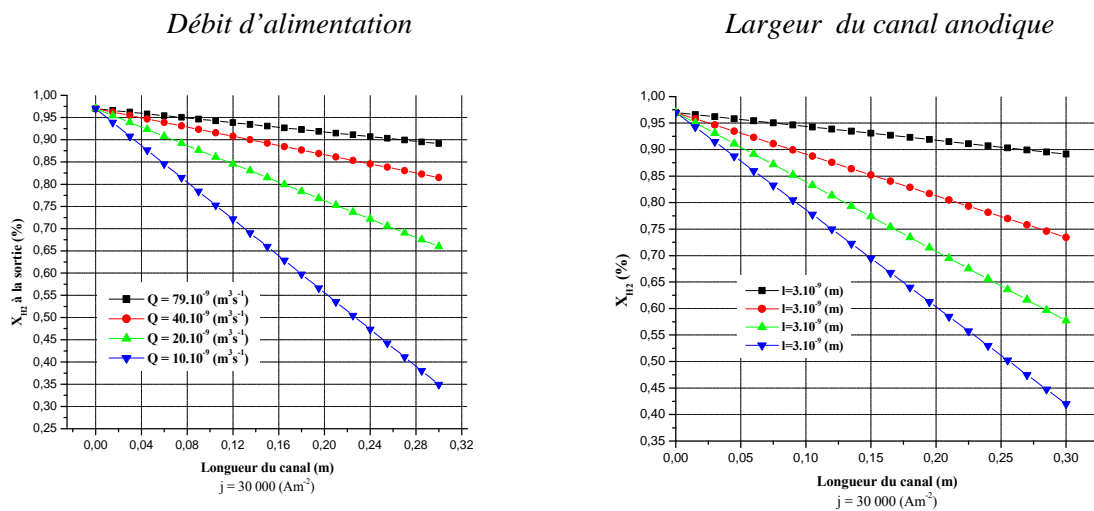 Débit d'alimentation
1,00
0,95
0,90
0,85
0,80
0,75
0,70
0,65
0,60
0,55
0,50
0,45
0,40
0,35
0,30
0,25
X_H2 à la sortie (%)
Q = 79.10^-9 (m^3s^-1)
Q = 40.10^-9 (m^3s^-1)
Q = 20.10^-9 (m^3s^-1)
Q = 10.10^-9 (m^3s^-1)
0,00 0,04 0,08 0,12 0,16 0,20 0,24 0,28 0,32
Longueur du canal (m)
j = 30 000 (Am^-2)
Largeur du canal anodique
1,00
0,95
0,90
0,85
0,80
0,75
0,70
0,65
0,60
0,55
0,50
0,45
0,40
0,35
X_H2 (%)
l=3.10^-9 (m)
l=3.10^-9 (m)
l=3.10^-9 (m)
l=3.10^-9 (m)
0,00 0,05 0,10 0,15 0,20 0,25 0,30
Longueur du canal (m)
j = 30 000 (Am^-2)